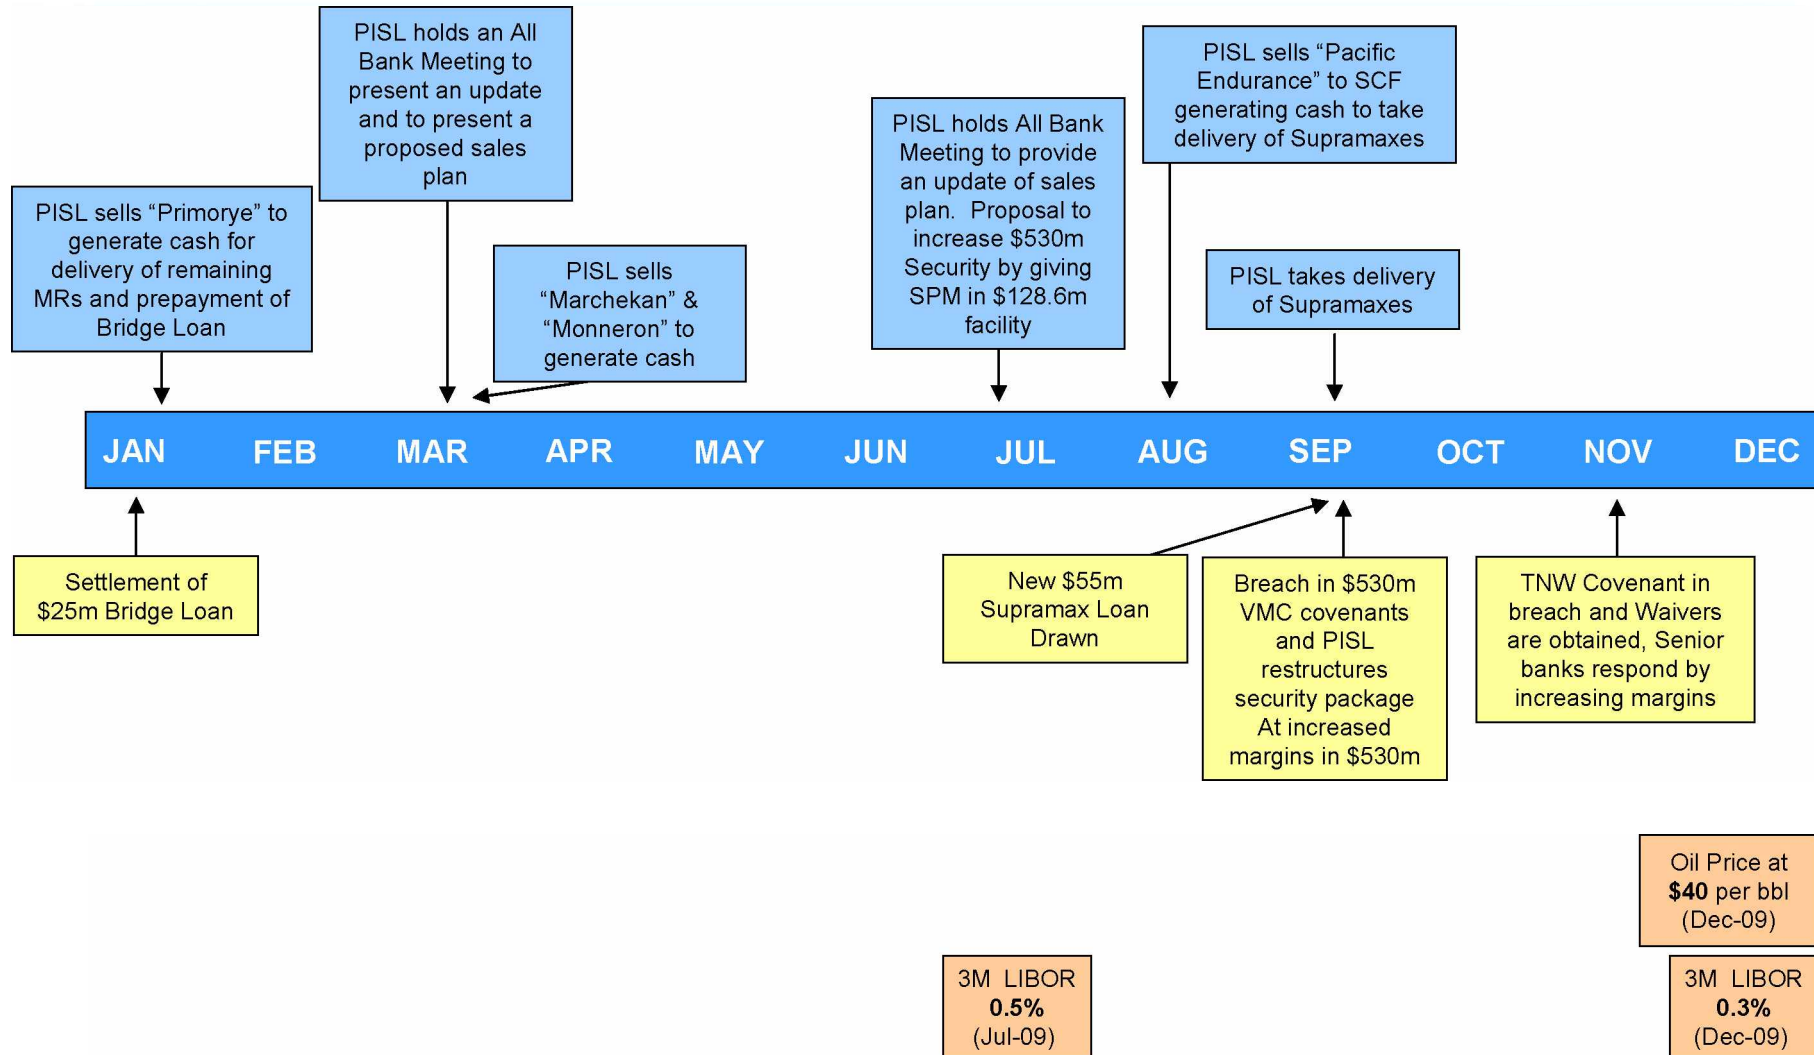 PISL holds an All
Bank Meeting to
present an update
and to present a
proposed sales
plan
PISL sells “Pacific
Endurance” to SCF
generating cash to take
delivery of Supramaxes
PISL holds All Bank
Meeting to provide
an update of sales
plan. Proposal to
increase $530m
Security by giving
SPM in $128.6m
facility
PISL sells “Primorye” to
generate cash for
delivery of remaining
MRs and prepayment of
Bridge Loan
PISL sells
“Marchekan” &
“Monneron” to
generate cash
PISL takes delivery
of Supramaxes
JAN FEB MAR APR MAY JUN JUL AUG SEP OCT NOV DEC
Settlement of
$25m Bridge Loan
New $55m
Supramax Loan
Drawn
Breach in $530m
VMC covenants
and PISL
restructures
security package
At increased
margins in $530m
TNW Covenant in
breach and Waivers
are obtained, Senior
banks respond by
increasing margins
Oil Price at
$40 per bbl
(Dec-09)
3M LIBOR
0.5%
(Jul-09)
3M LIBOR
0.3%
(Dec-09)